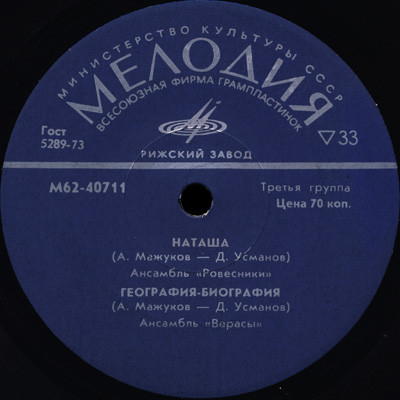 МИНИСТЕРСТВО КУЛЬТУРЫ СССР
МЕЛОДИЯ
ВСЕСОЮЗНАЯ ФИРМА ГРАМПЛАСТИНОК
Гост
5289-73
▽33
РИЖСКИЙ ЗАВОД
М62-40711
Третья группа
Цена 70 коп.
НАТАША
(А. Мажуков — Д. Усманов)
Ансамбль «Ровесники»
ГЕОГРАФИЯ-БИОГРАФИЯ
(А. Мажуков — Д. Усманов)
Ансамбль «Верасы»